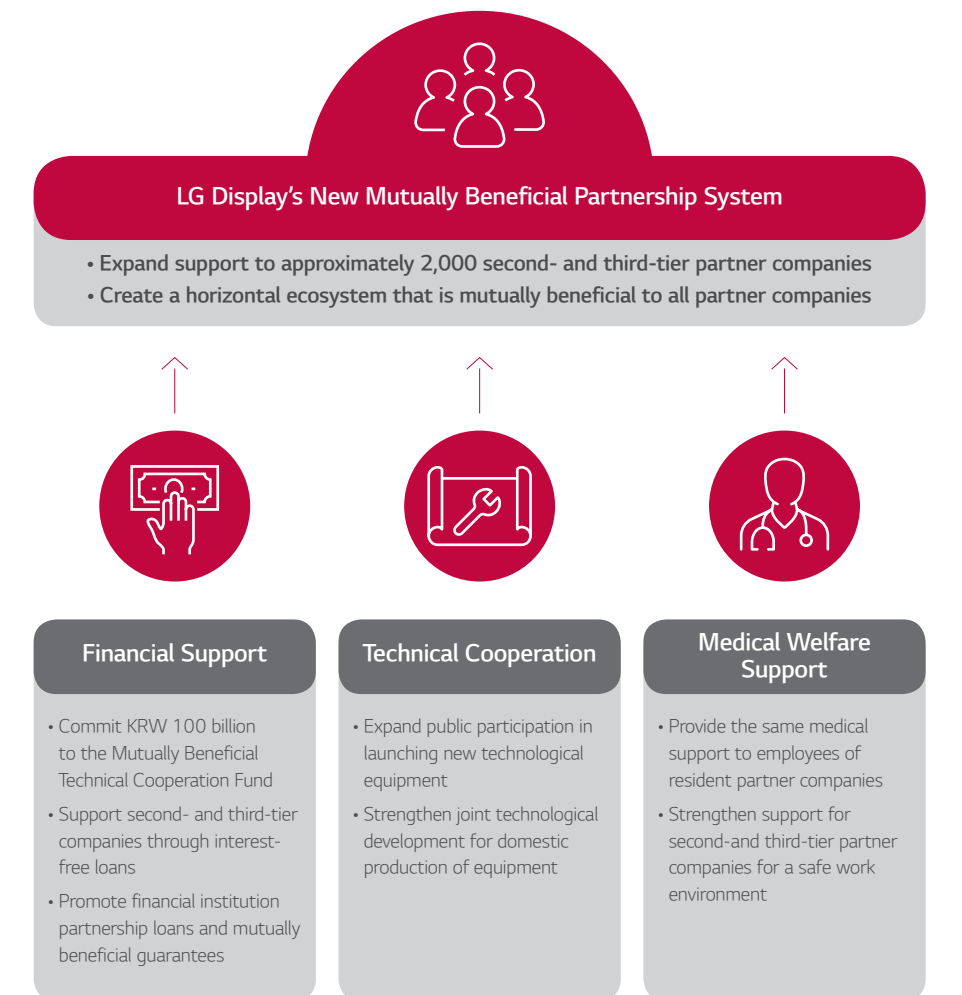 LG Display's New Mutually Beneficial Partnership System
• Expand support to approximately 2,000 second- and third-tier partner companies
• Create a horizontal ecosystem that is mutually beneficial to all partner companies
Financial Support
• Commit KRW 100 billion
to the Mutually Beneficial
Technical Cooperation Fund
• Support second- and third-tier
companies through interest-
free loans
• Promote financial institution
partnership loans and mutually
beneficial guarantees
Technical Cooperation
• Expand public participation in
launching new technological
equipment
• Strengthen joint technological
development for domestic
production of equipment
Medical Welfare
Support
• Provide the same medical
support to employees of
resident partner companies
• Strengthen support for
second-and third-tier partner
companies for a safe work
environment